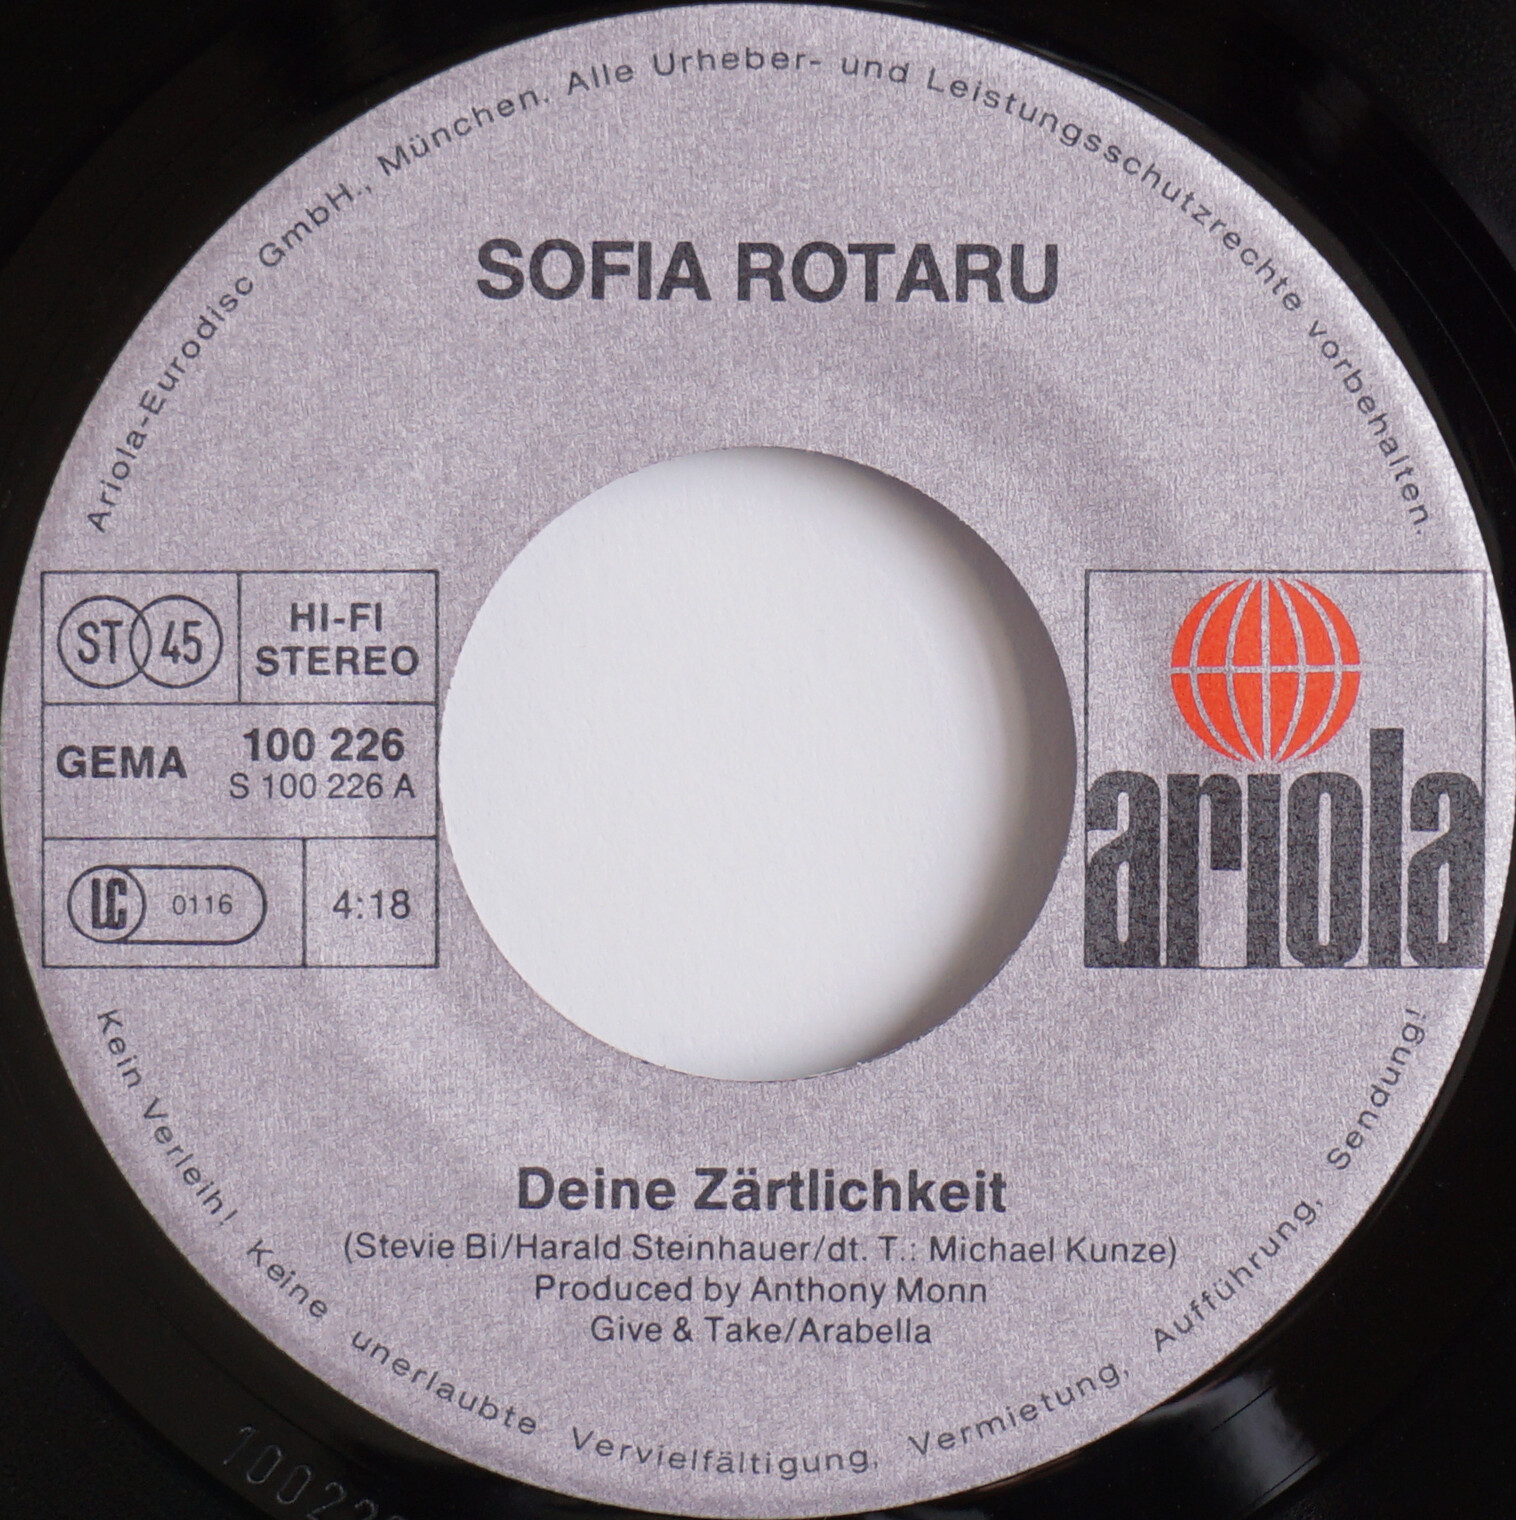 Ariola-Eurodisc GmbH., München. Alle Urheber- und Leistungsschutzrechte vorbehalten.
SOFIA ROTARU
ST 45
HI-FI
STEREO
GEMA 100 226
S 100 226 A
LC 0116
4:18
ariola
Deine Zärtlichkeit
(Stevie Bi/Harald Steinhauer/dt. T.: Michael Kunze)
Produced by Anthony Monn
Give & Take/Arabella
Kein Verleih! Keine unerlaubte Vervielfältigung, Vermietung, Aufführung, Sendung!